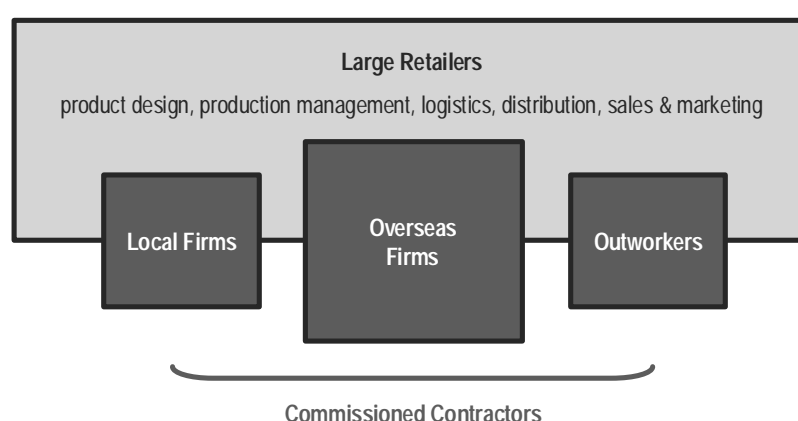 Large Retailers
product design, production management, logistics, distribution, sales & marketing
Local Firms
Overseas
Firms
Outworkers
Commissioned Contractors